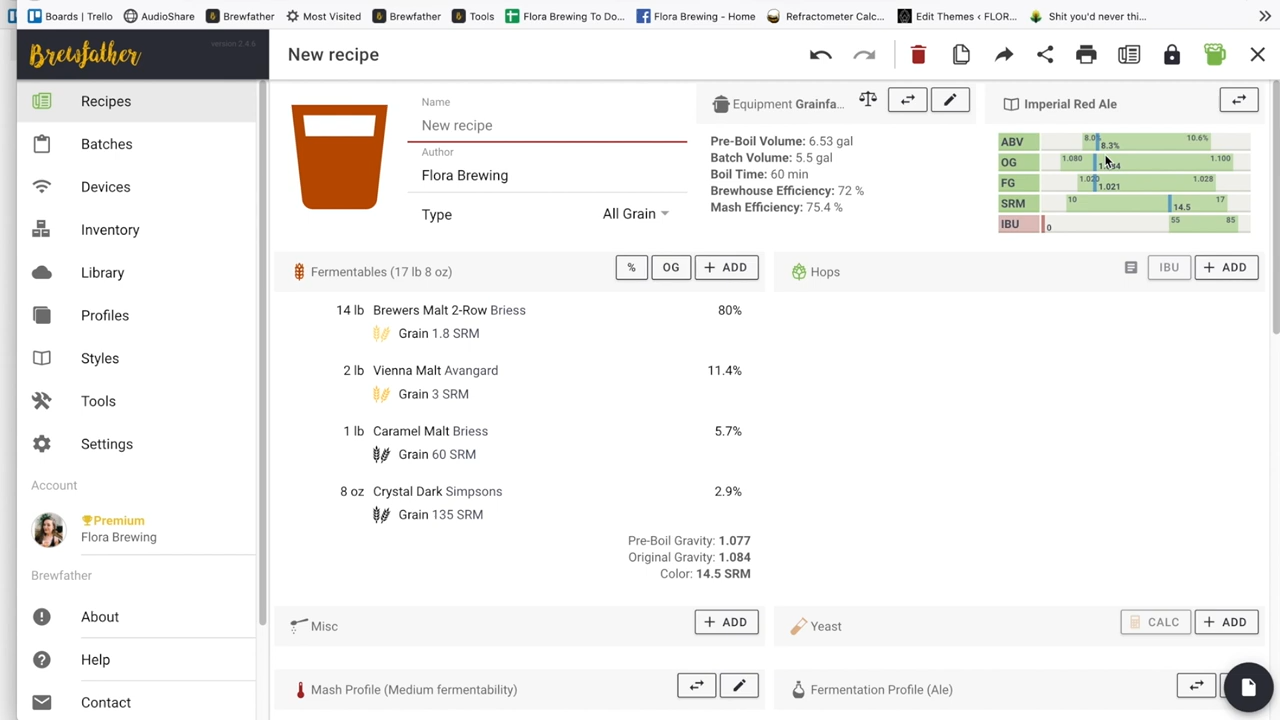 Boards | Trello
AudioShare
Brewfather
Most Visited
Brewfather
Tools
Flora Brewing To Do...
Flora Brewing - Home
Refractometer Calc...
Edit Themes ‹ FLOR...
Shit you'd never thi...
Brewfather
version 2.4.6
New recipe
Recipes
Batches
Devices
Inventory
Library
Profiles
Styles
Tools
Settings
Account
Premium
Flora Brewing
Brewfather
About
Help
Contact
Name
New recipe
Author
Flora Brewing
Type
All Grain
Equipment Grainfa...
Pre-Boil Volume: 6.53 gal
Batch Volume: 5.5 gal
Boil Time: 60 min
Brewhouse Efficiency: 72 %
Mash Efficiency: 75.4 %
Imperial Red Ale
ABV 8.3% 10.6%
OG 1.080 1.100
FG 1.021 1.028
SRM 10 14.5 17
IBU 0 55 85
Fermentables (17 lb 8 oz)
%
OG
+ ADD
14 lb Brewers Malt 2-Row Briess 80%
Grain 1.8 SRM
2 lb Vienna Malt Avangard 11.4%
Grain 3 SRM
1 lb Caramel Malt Briess 5.7%
Grain 60 SRM
8 oz Crystal Dark Simpsons 2.9%
Grain 135 SRM
Pre-Boil Gravity: 1.077
Original Gravity: 1.084
Color: 14.5 SRM
Hops
IBU
+ ADD
Misc
+ ADD
Yeast
CALC
+ ADD
Mash Profile (Medium fermentability)
Fermentation Profile (Ale)